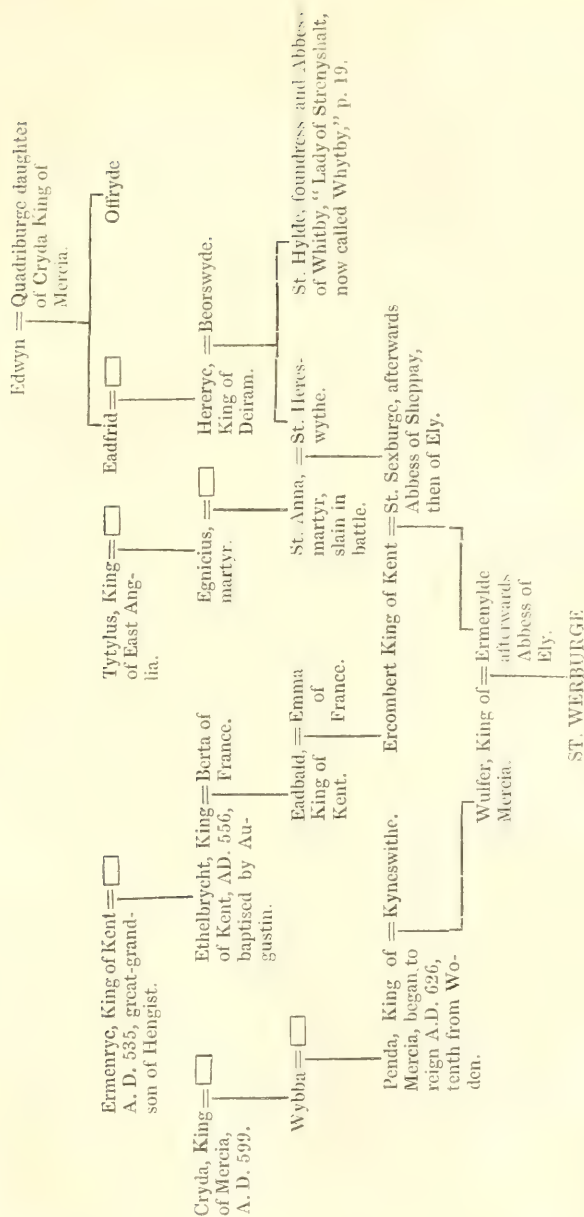 Edwyn = Quadriburge daughter
of Cryda King of
Mercia.
Ermenryc, King of Kent =
A. D. 535, great-grand-
son of Hengist.
Tytylus, King =
of East Ang-
lia.
Eadfrid =
Offryde
Cryda, King =
of Mercia,
A. D. 599.
Ethelbrycht, King = Berta of
of Kent, AD. 556, France.
baptised by Au-
gustin.
Egnicius, =
martyr.
Hereryc, = Beorswyde.
King of
Deiram.
Wybba =
Eadbald, = Emma
King of of
Kent. France.
St. Anna, = St. Heres-
martyr, wythe.
slain in
battle.
St. Hylde, foundress and Abbes.
of Whitby, "Lady of Strenyshalt,
now called Whytby," p. 19.
Penda, King of = Kyneswithe.
Mercia, began to
reign A.D. 626,
tenth from Wo-
den.
Ercombert King of Kent = St. Sexburge, afterwards
Abbess of Sheppay,
then of Ely.
Wulfer, King of = Ermenylde
Mercia. afterwards
Abbess of
Ely.
ST. WERBURGE